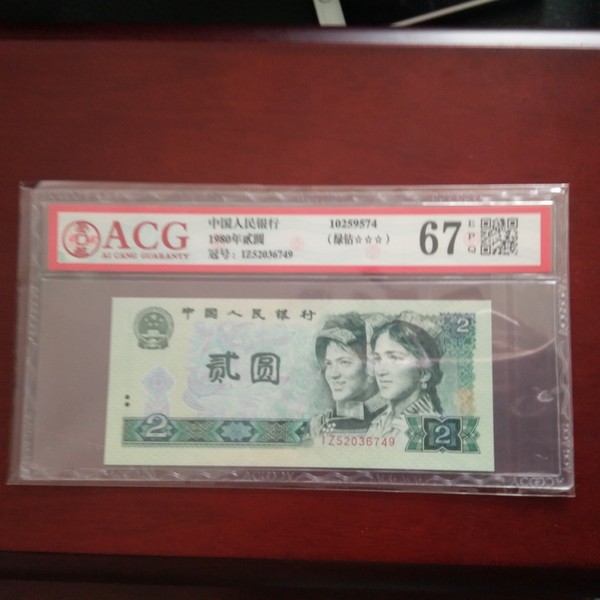 ACG
AI CANG GUARANTY
中国人民银行
1980年贰圆
冠号: IZ52036749
10259574
(绿钻☆☆☆)
67
E
P
Q
中国人民银行
2
贰圆
2
IZ52036749
2